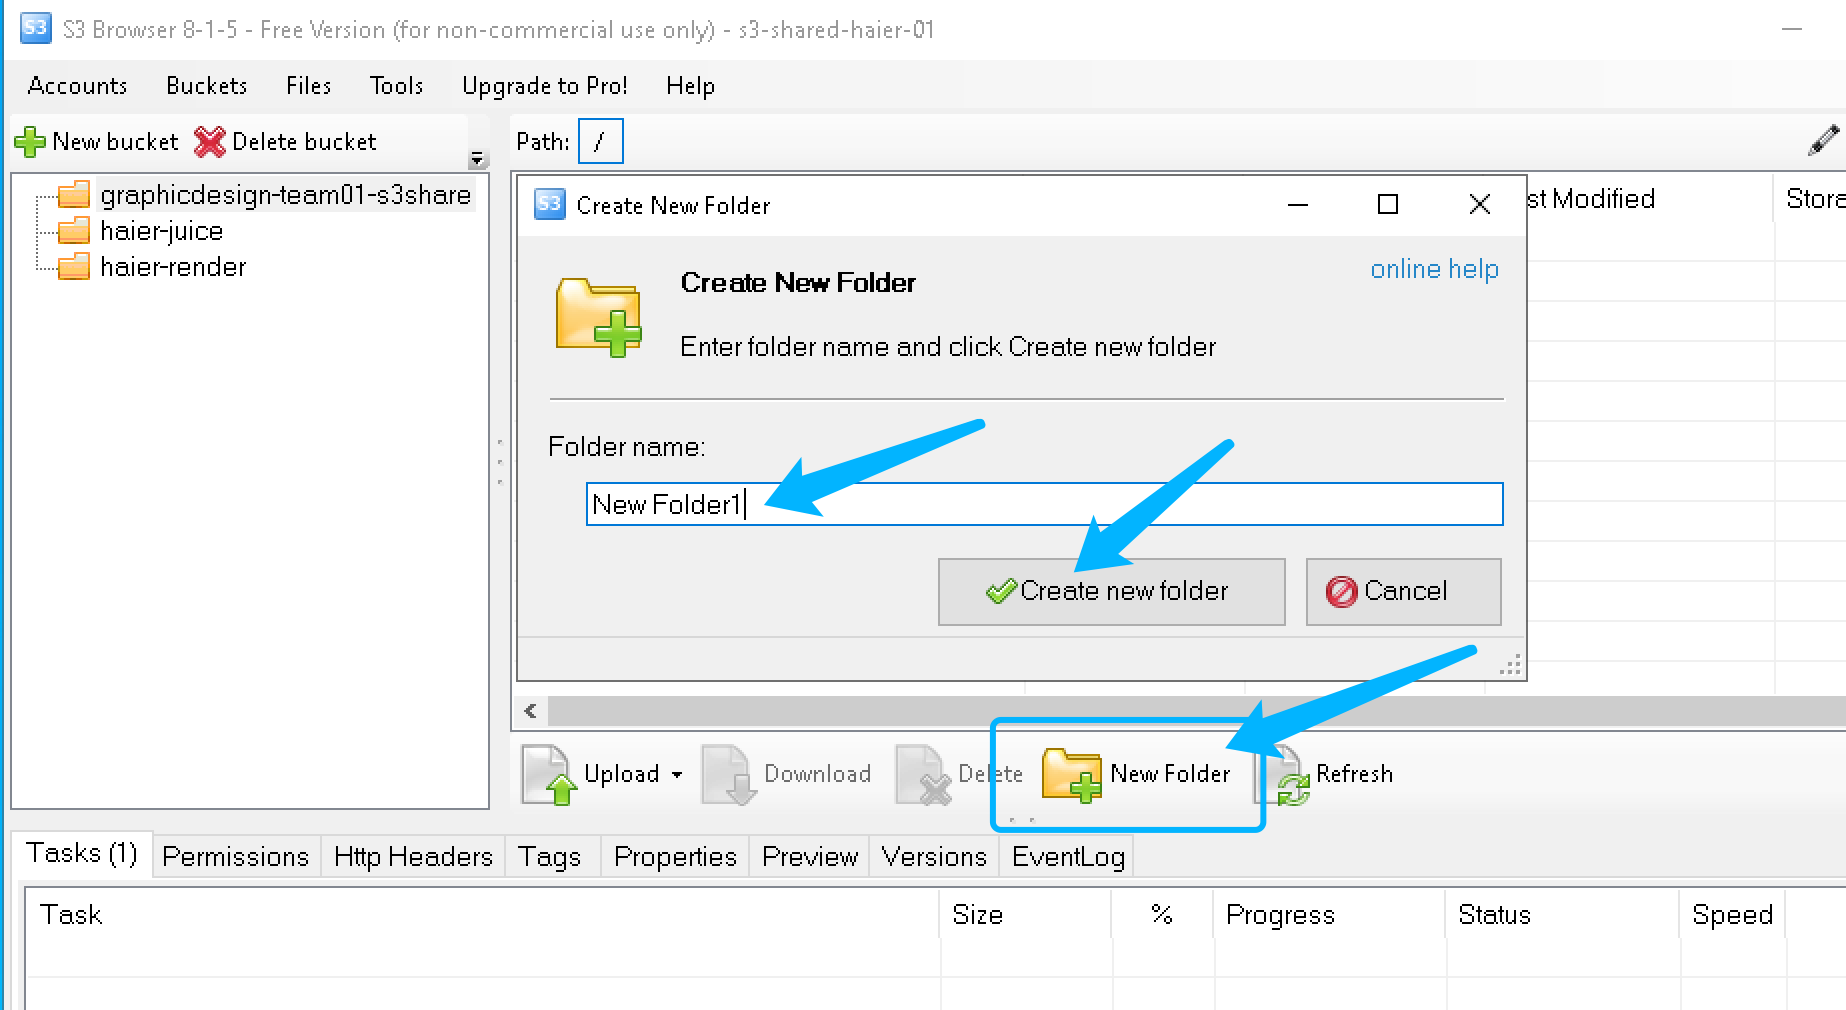 S3 S3 Browser 8-1-5 - Free Version (for non-commercial use only) - s3-shared-haier-01
Accounts Buckets Files Tools Upgrade to Pro! Help
New bucket Delete bucket
Path: /
graphicdesign-team01-s3share
haier-juice
haier-render
st Modified Stora
S3 Create New Folder
online help
Create New Folder
Enter folder name and click Create new folder
Folder name:
New Folder1
Create new folder Cancel
Upload Download Delete New Folder Refresh
Tasks (1) Permissions Http Headers Tags Properties Preview Versions EventLog
Task Size % Progress Status Speed